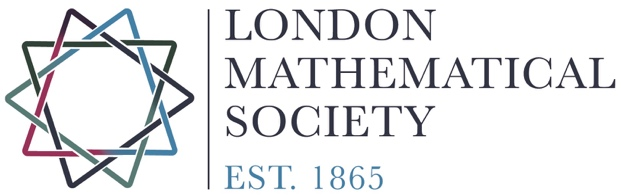 LONDON
MATHEMATICAL
SOCIETY
EST. 1865